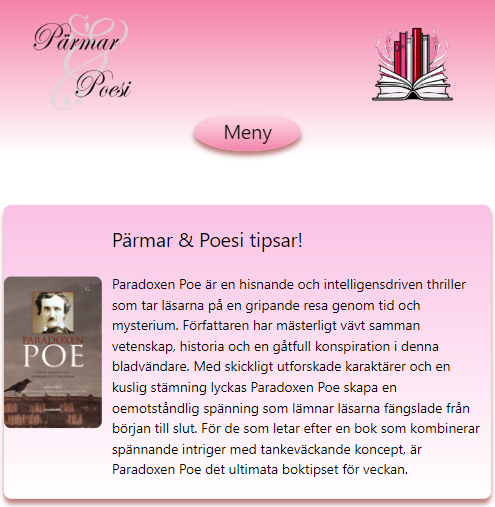 Pärmar
&
Poesi
Meny
Pärmar & Poesi tipsar!
Paradoxen Poe är en hisnande och intelligensdriven thriller
som tar läsarna på en gripande resa genom tid och
mysterium. Författaren har mästerligt vävt samman
vetenskap, historia och en gåtfull konspiration i denna
bladvändare. Med skickligt utforskade karaktärer och en
kuslig stämning lyckas Paradoxen Poe skapa en
oemotståndlig spänning som lämnar läsarna fängslade från
början till slut. För de som letar efter en bok som kombinerar
spännande intriger med tankeväckande koncept, är
Paradoxen Poe det ultimata boktipset för veckan.
PARADOXEN
POE